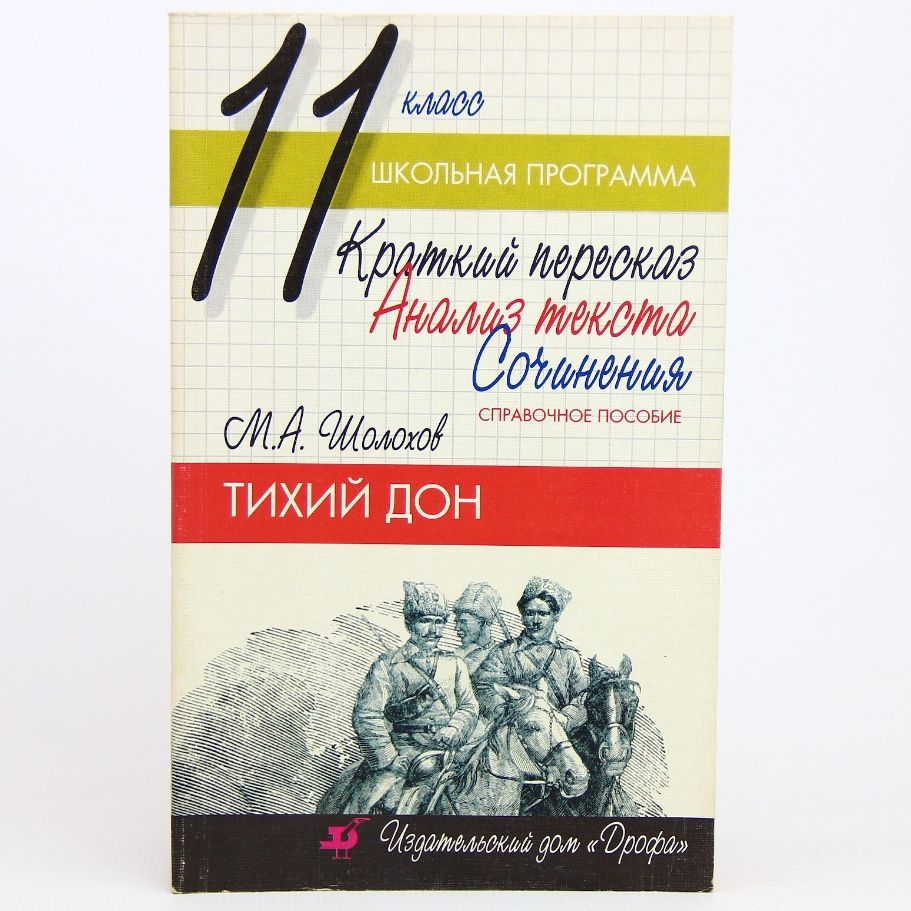 11 класс
ШКОЛЬНАЯ ПРОГРАММА
Краткий пересказ
Анализ текста
Сочинения
СПРАВОЧНОЕ ПОСОБИЕ
М.А. Шолохов
ТИХИЙ ДОН
Издательский дом «Дрофа»